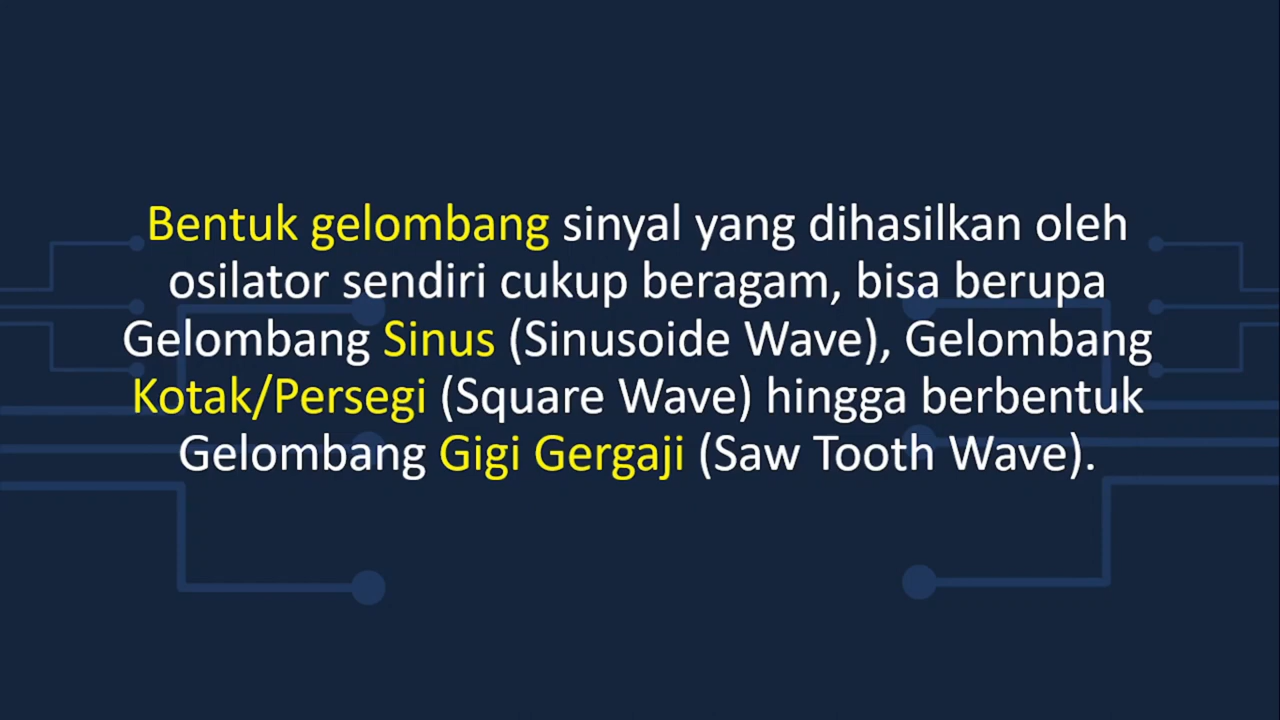 Bentuk gelombang sinyal yang dihasilkan oleh
osilator sendiri cukup beragam, bisa berupa
Gelombang Sinus (Sinusoide Wave), Gelombang
Kotak/Persegi (Square Wave) hingga berbentuk
Gelombang Gigi Gergaji (Saw Tooth Wave).